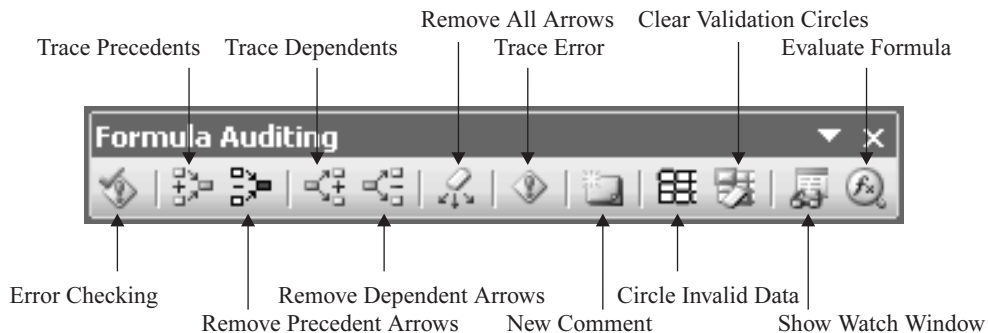 Remove All Arrows Clear Validation Circles
Trace Precedents Trace Dependents Trace Error Evaluate Formula
Formula Auditing
Error Checking Remove Dependent Arrows Circle Invalid Data
Remove Precedent Arrows New Comment Show Watch Window